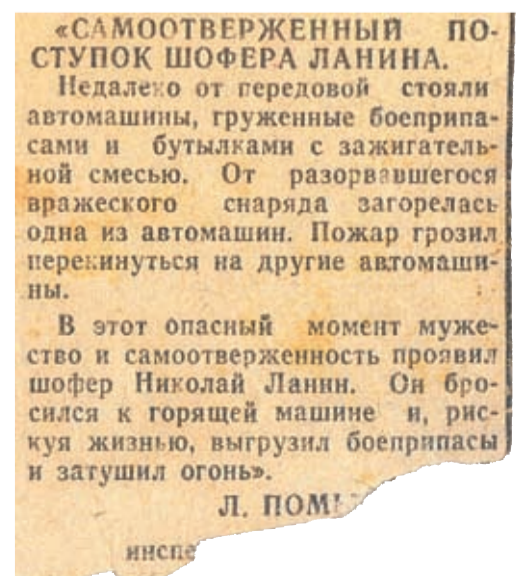 «САМООТВЕРЖЕННЫЙ ПО-
СТУПОК ШОФЕРА ЛАНИНА.
Недалеко от передовой стояли
автомашины, груженные боеприпа-
сами и бутылками с зажигатель-
ной смесью. От разорвавшегося
вражеского снаряда загорелась
одна из автомашин. Пожар грозил
перекинуться на другие автомаши-
ны.
В этот опасный момент муже-
ство и самоотверженность проявил
шофер Николай Ланин. Он бро-
сился к горящей машине и, рис-
куя жизнью, выгрузил боеприпасы
и затушил огонь».
Л.